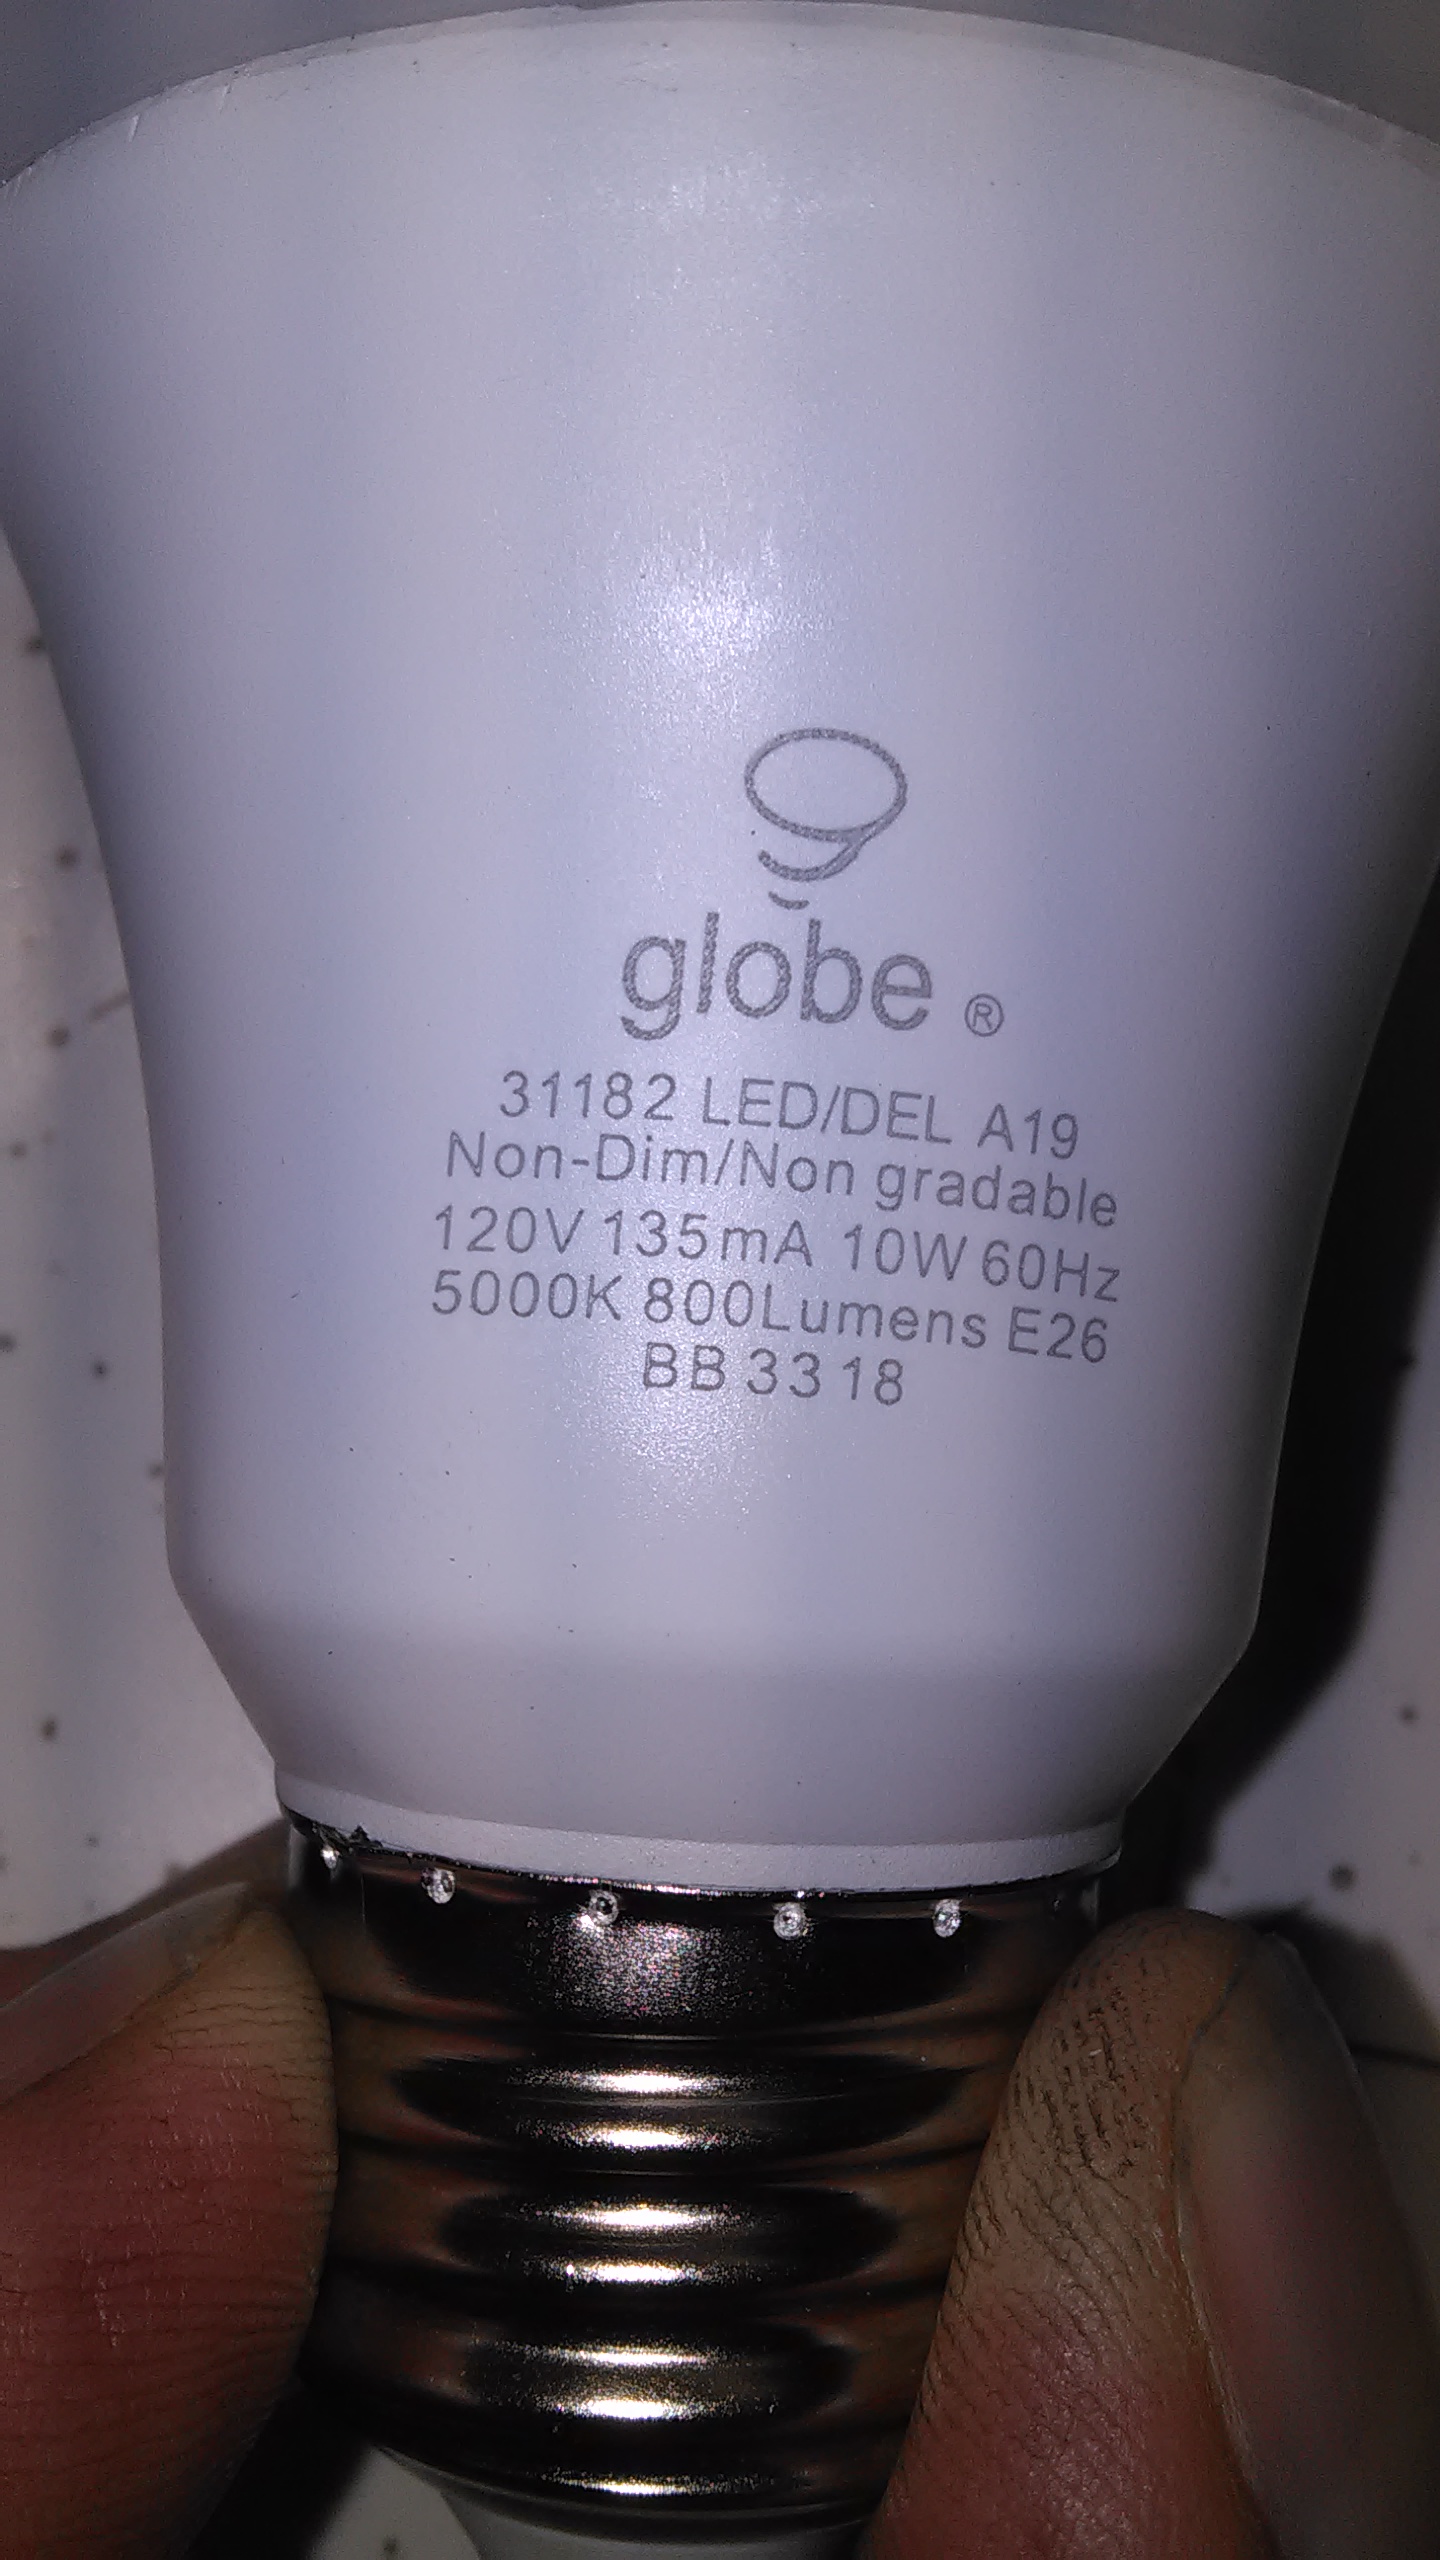 globe ®
31182 LED/DEL A19
Non-Dim/Non gradable
120V 135mA 10W 60Hz
5000K 800Lumens E26
BB 33 18